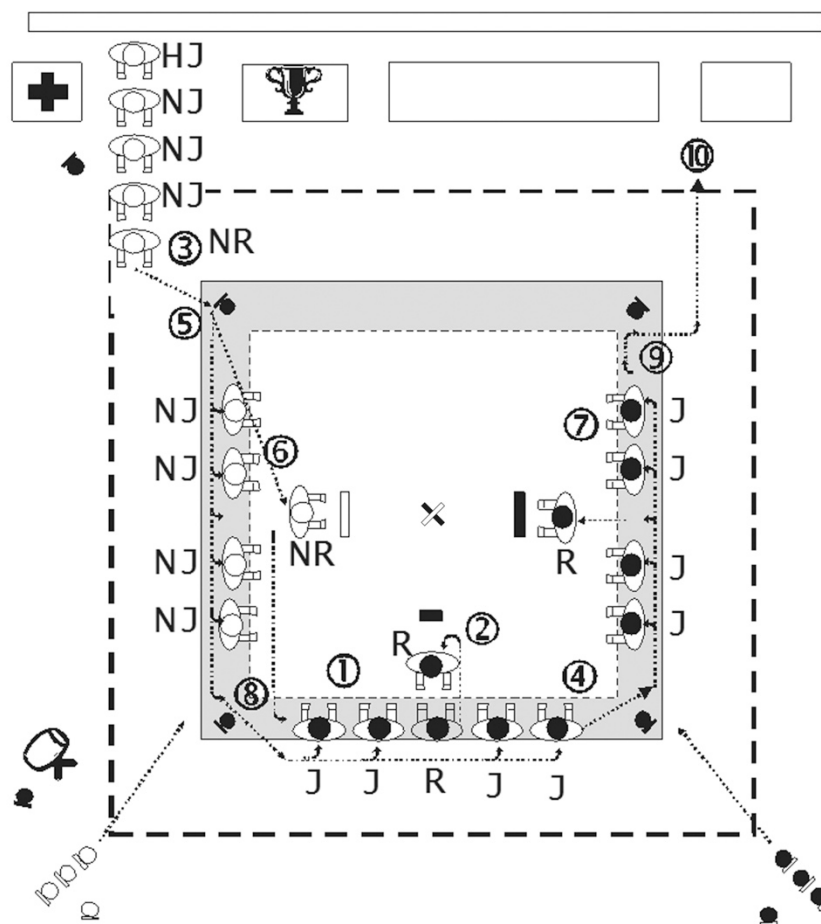 HJ
NJ
NJ
⑩
NJ
③ NR
⑤
⑨
NJ ⑦ J
⑥
NJ J
NR R
NJ J
NJ J
R ②
① ④
⑧
J J R J J